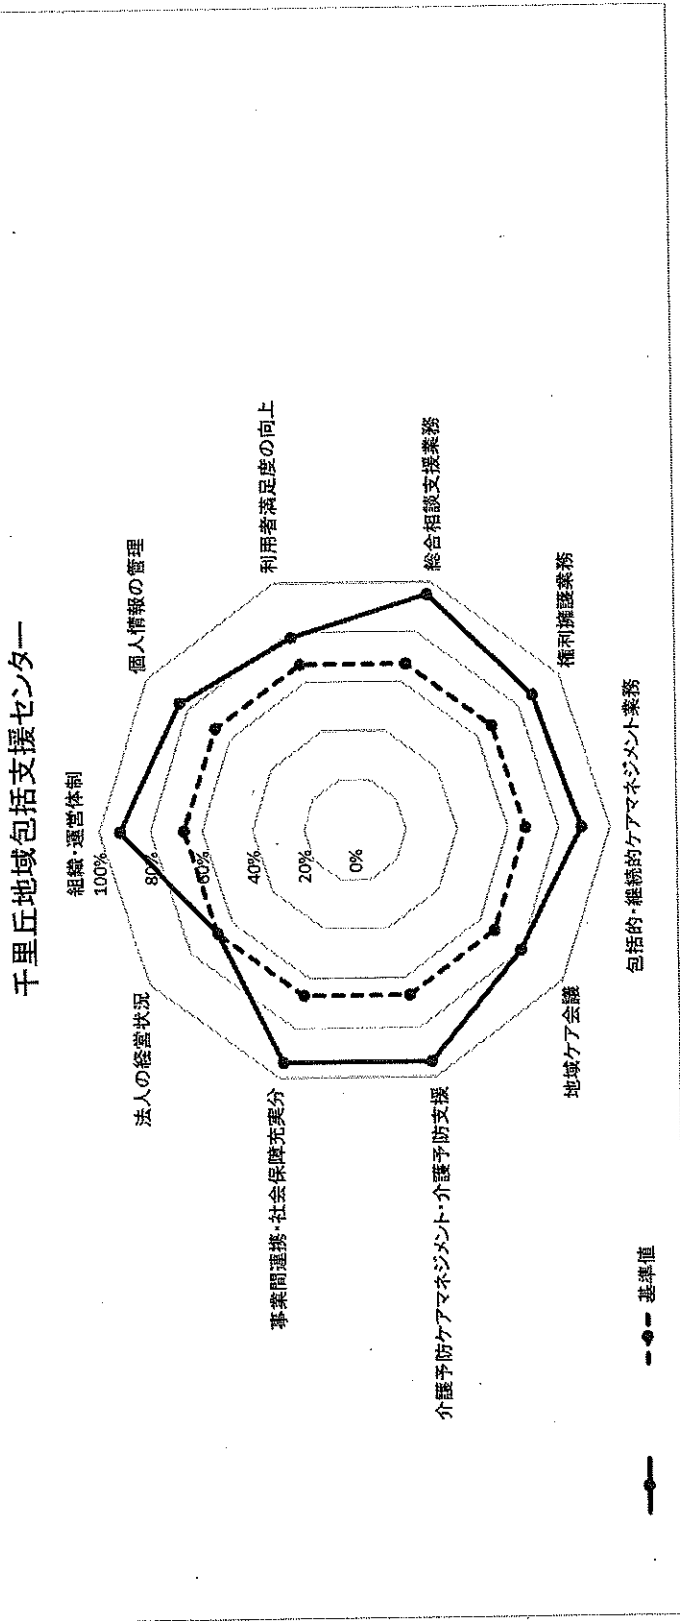 千里丘地域包括支援センター
組織・運営体制
100%
80%
60%
40%
20%
0%
個人情報の管理
利用者満足度の向上
総合相談支援業務
権利擁護業務
包括的・継続的ケアマネジメント業務
地域ケア会議
介護予防ケアマネジメント・介護予防支援
事業間連携・社会保障充実分
法人の経営状況
基準値